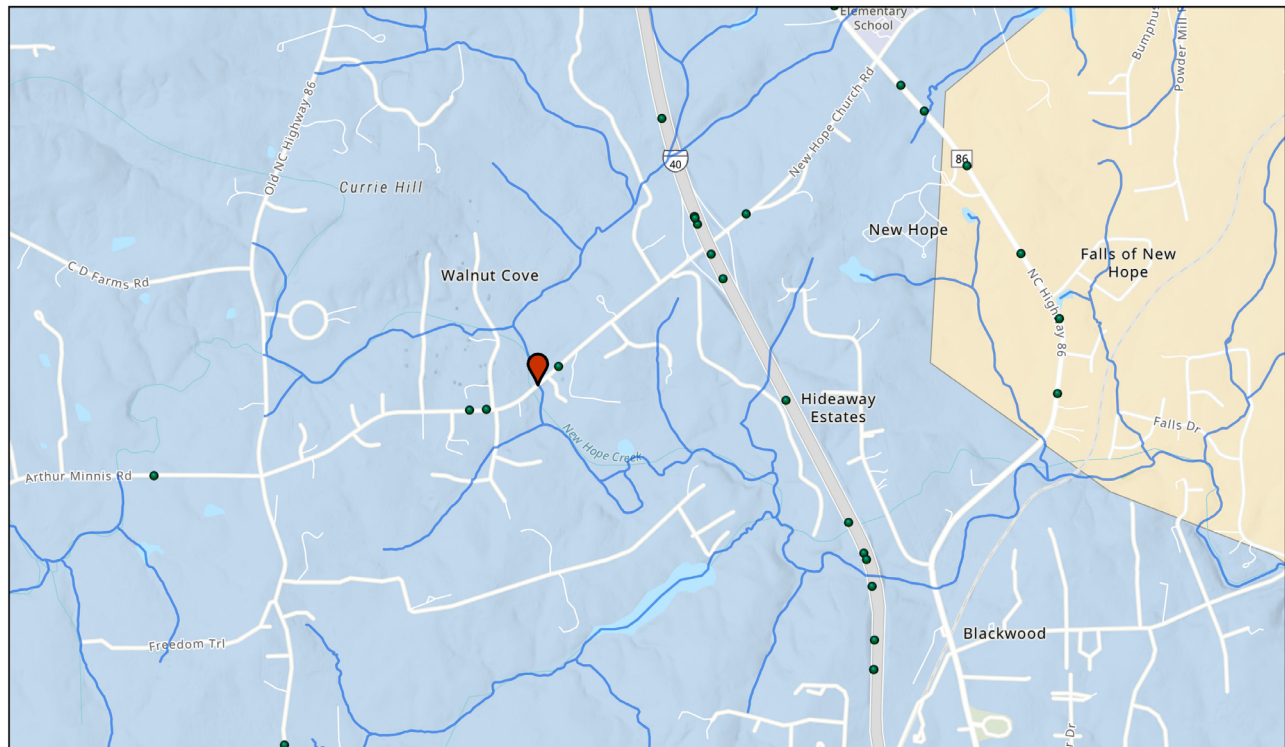 Elementary
School
Bumphus
Powder Mill
Old NC Highway 86
New Hope Church Rd
40
86
Currie Hill
New Hope
Walnut Cove
Falls of New
Hope
C D Farms Rd
NC Highway 86
Hideaway
Estates
Falls Dr
New Hope Creek
Arthur Minnis Rd
Blackwood
Freedom Trl
r Dr